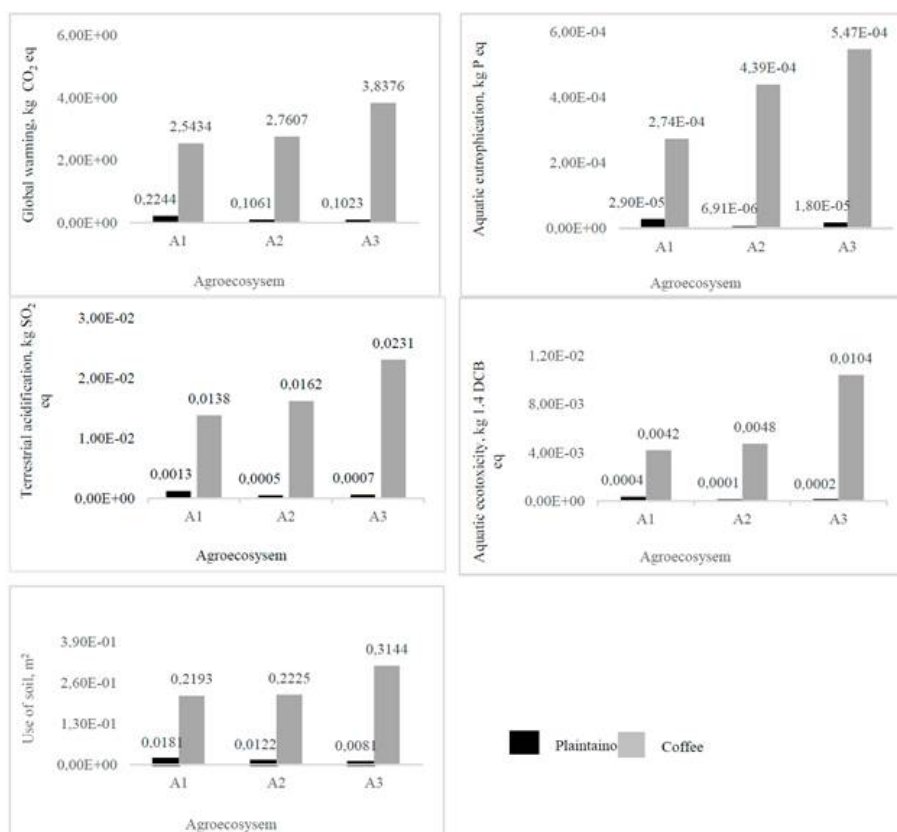 Global warming, kg CO₂ eq
6,00E+00
4,00E+00
2,00E+00
0,00E+00
0,2244
2,5434
0,1061
2,7607
0,1023
3,8376
A1
A2
A3
Agroecosysem
Aquatic eutrophication, kg P eq
6,00E-04
4,00E-04
2,00E-04
0,00E+00
2,90E-05
2,74E-04
6,91E-06
4,39E-04
1,80E-05
5,47E-04
A1
A2
A3
Agroecosysem
Terrestrial acidification, kg SO₂
eq
3,00E-02
2,00E-02
1,00E-02
0,00E+00
0,0013
0,0138
0,0005
0,0162
0,0007
0,0231
A1
A2
A3
Agroecosysem
Aquatic ecotoxicity, kg 1.4 DCB
eq
1,20E-02
8,00E-03
4,00E-03
0,00E+00
0,0004
0,0042
0,0001
0,0048
0,0002
0,0104
A1
A2
A3
Agroecosysem
Use of soil, m²
3,90E-01
2,60E-01
1,30E-01
0,00E+00
0,0181
0,2193
0,0122
0,2225
0,0081
0,3144
A1
A2
A3
Agroecosysem
Plaintaino
Coffee